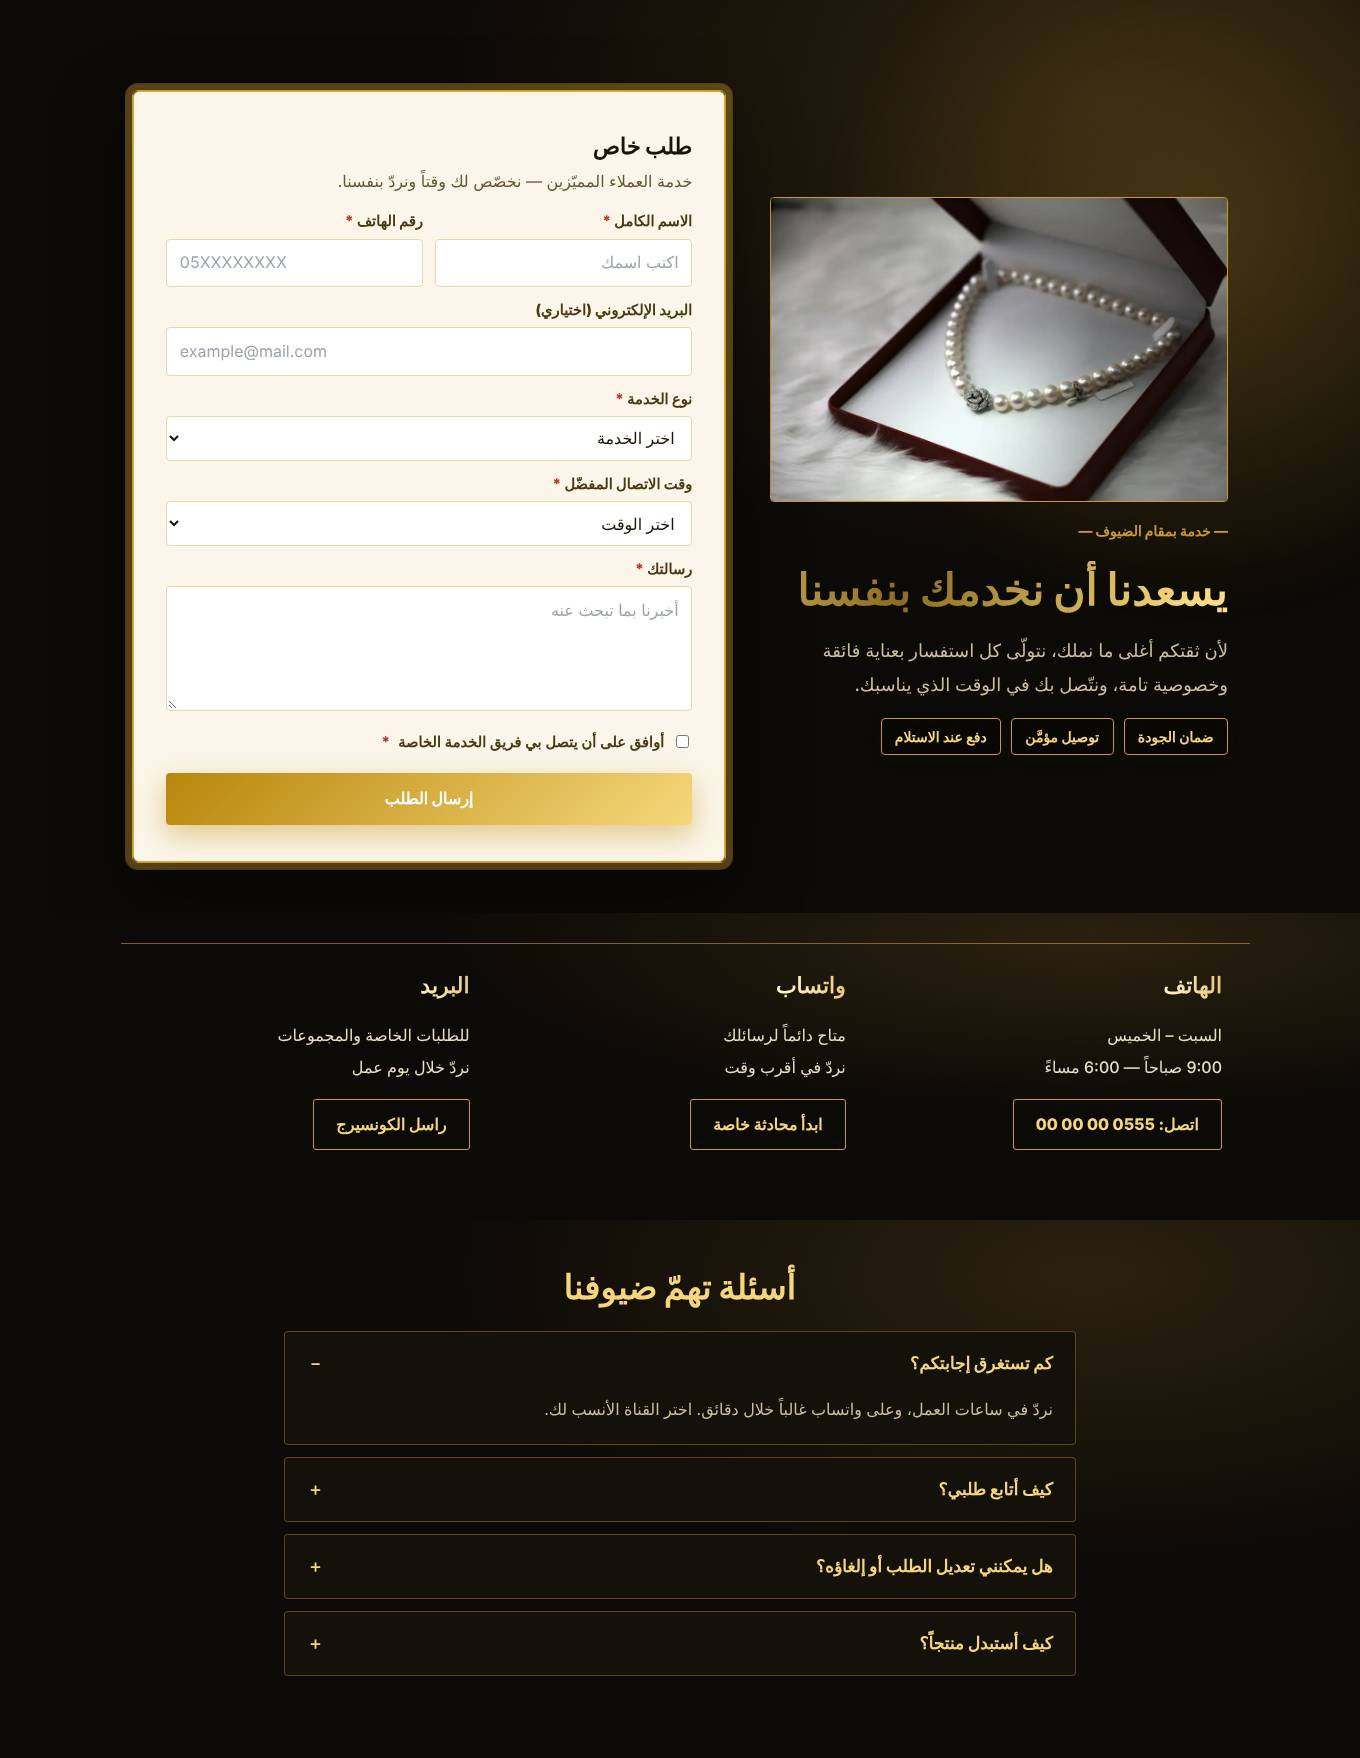 — خدمة بمقام الضيوف —
يسعدنا أن نخدمك بنفسنا
لأن ثقتكم أغلى ما نملك، نتولّى كل استفسار بعناية فائقة
وخصوصية تامة، ونتّصل بك في الوقت الذي يناسبك.
ضمان الجودة
توصيل مؤمَّن
دفع عند الاستلام
طلب خاص
خدمة العملاء المميّزين — نخصّص لك وقتاً ونردّ بنفسنا.
الاسم الكامل *
اكتب اسمك
رقم الهاتف *
05XXXXXXXX
البريد الإلكتروني (اختياري)
example@mail.com
نوع الخدمة *
اختر الخدمة
وقت الاتصال المفضّل *
اختر الوقت
رسالتك *
أخبرنا بما تبحث عنه
أوافق على أن يتصل بي فريق الخدمة الخاصة *
إرسال الطلب
الهاتف
السبت – الخميس
9:00 صباحاً — 6:00 مساءً
اتصل: 0555 00 00 00
واتساب
متاح دائماً لرسائلك
نردّ في أقرب وقت
ابدأ محادثة خاصة
البريد
للطلبات الخاصة والمجموعات
نردّ خلال يوم عمل
راسل الكونسيرج
أسئلة تهمّ ضيوفنا
كم تستغرق إجابتكم؟ −
نردّ في ساعات العمل، وعلى واتساب غالباً خلال دقائق. اختر القناة الأنسب لك.
كيف أتابع طلبي؟ +
هل يمكنني تعديل الطلب أو إلغاؤه؟ +
كيف أستبدل منتجاً؟ +